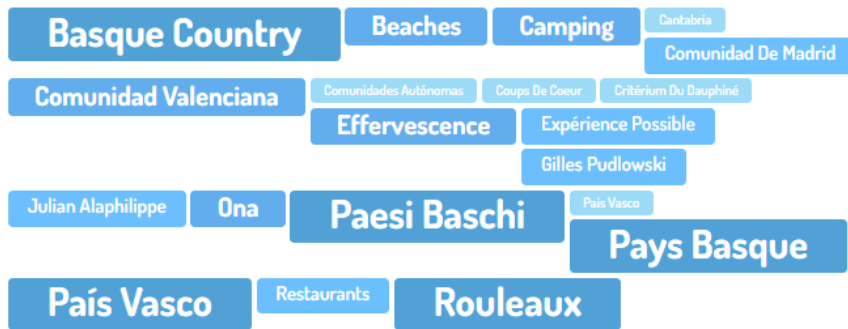 Basque Country Beaches Camping Cantabria
Comunidad De Madrid
Comunidad Valenciana Comunidades Autónomas Coups De Coeur Critérium Du Dauphiné
Effervescence Expérience Possible
Gilles Pudlowski
Julian Alaphilippe Ona Paesi Baschi Pais Vasco
Pays Basque
País Vasco Restaurants Rouleaux